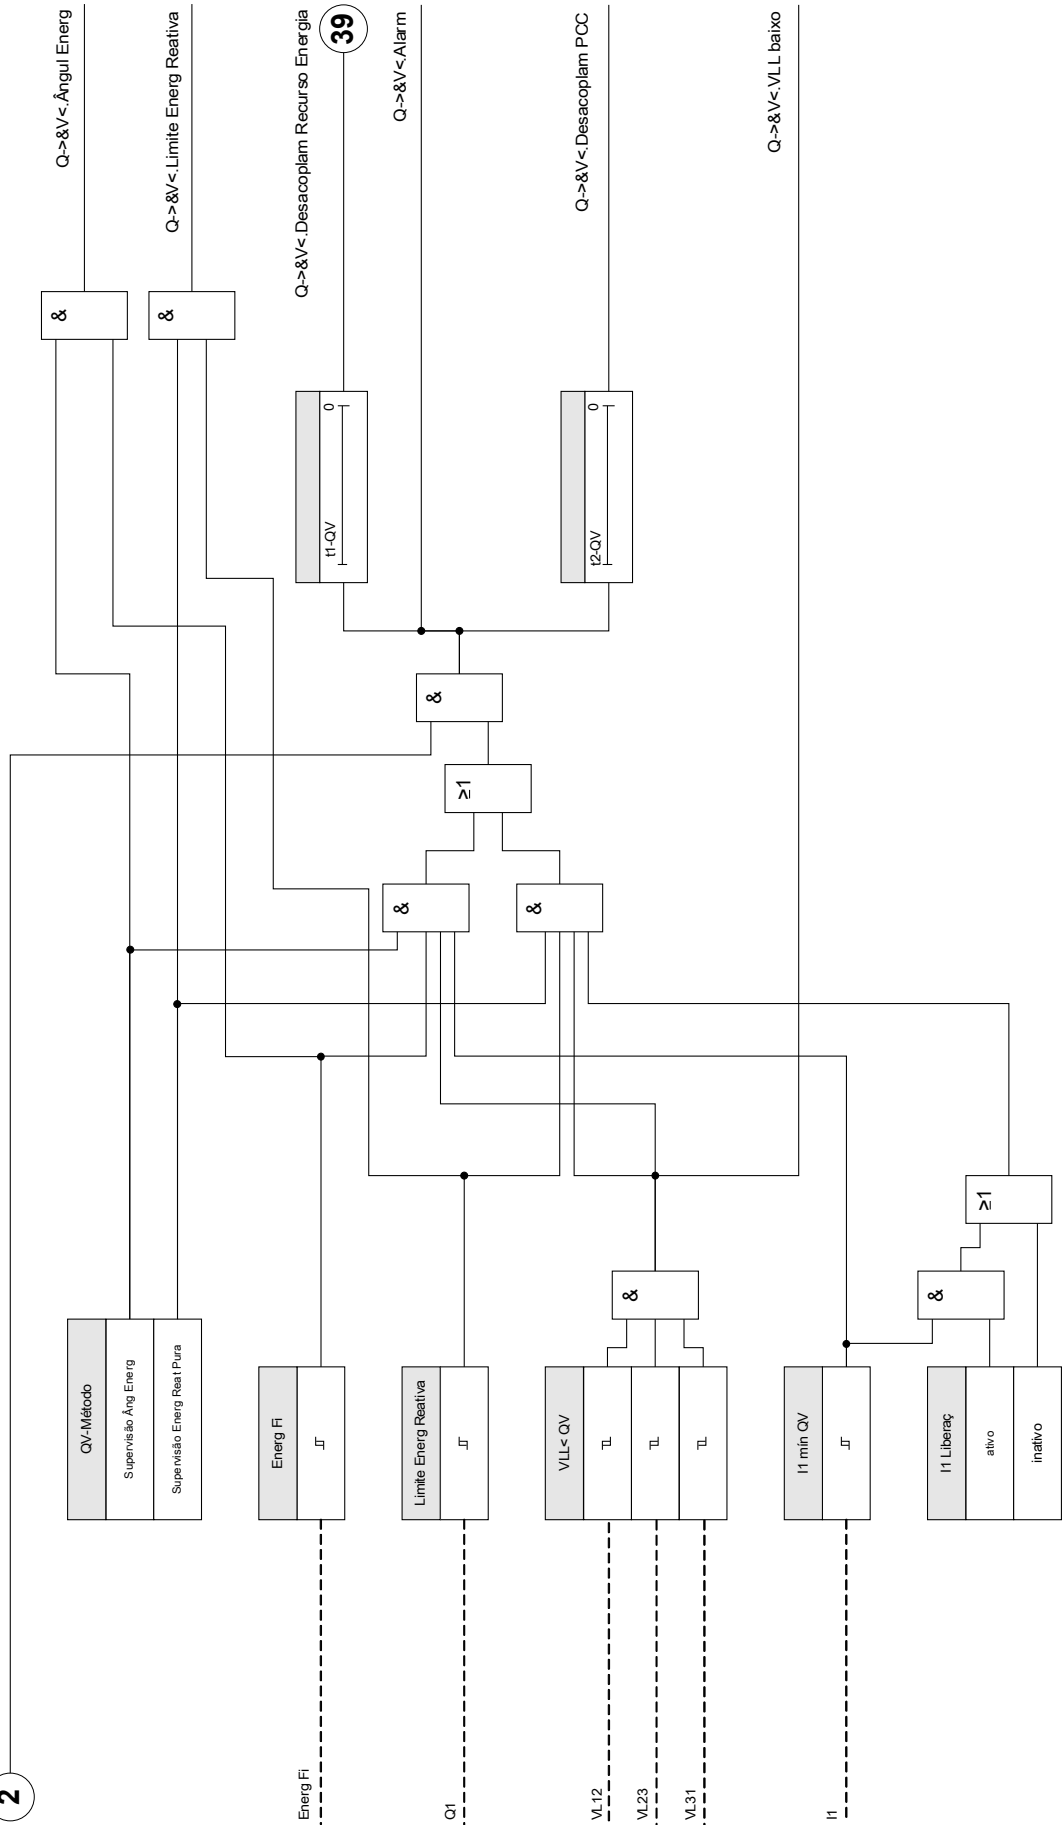 2
QV-Método
Supervisão Âng Energ
Supervisão Energ Reat Pura
&
Q->&V<.Ângul Energ
&
Q->&V<.Limite Energ Reativa
Energ Fi
Energ Fi
t1-QV
0
Q->&V<.Desacoplam Recurso Energia
39
Q1
Limite Energ Reativa
&
≥1
&
Q->&V<.Alarm
&
VL12
VL23
VL31
VLL< QV
&
t2-QV
0
Q->&V<.Desacoplam PCC
Q->&V<.VLL baixo
I1
I1 mín QV
I1 Liberaç
ativo
inativo
&
≥1